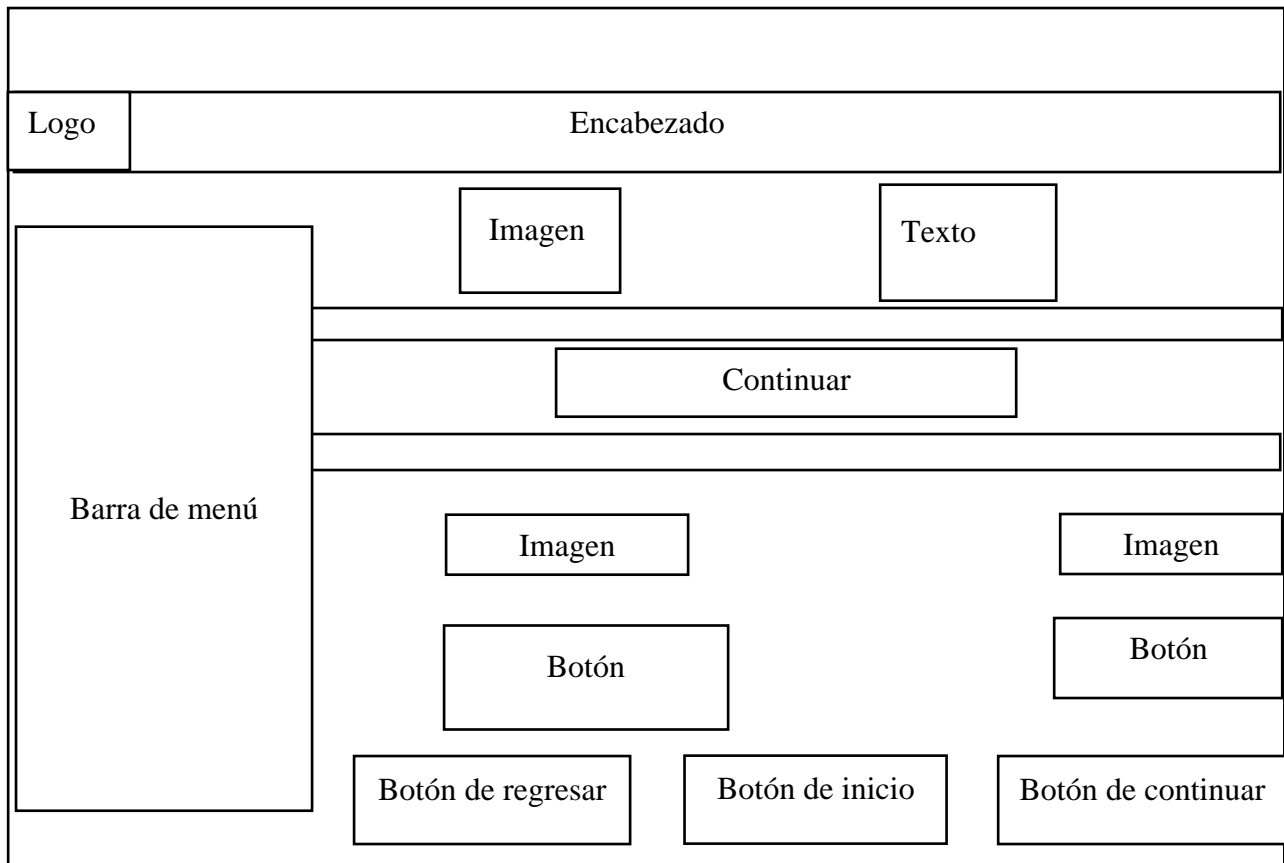 Logo
Encabezado
Imagen
Texto
Continuar
Barra de menú
Imagen
Imagen
Botón
Botón
Botón de regresar
Botón de inicio
Botón de continuar